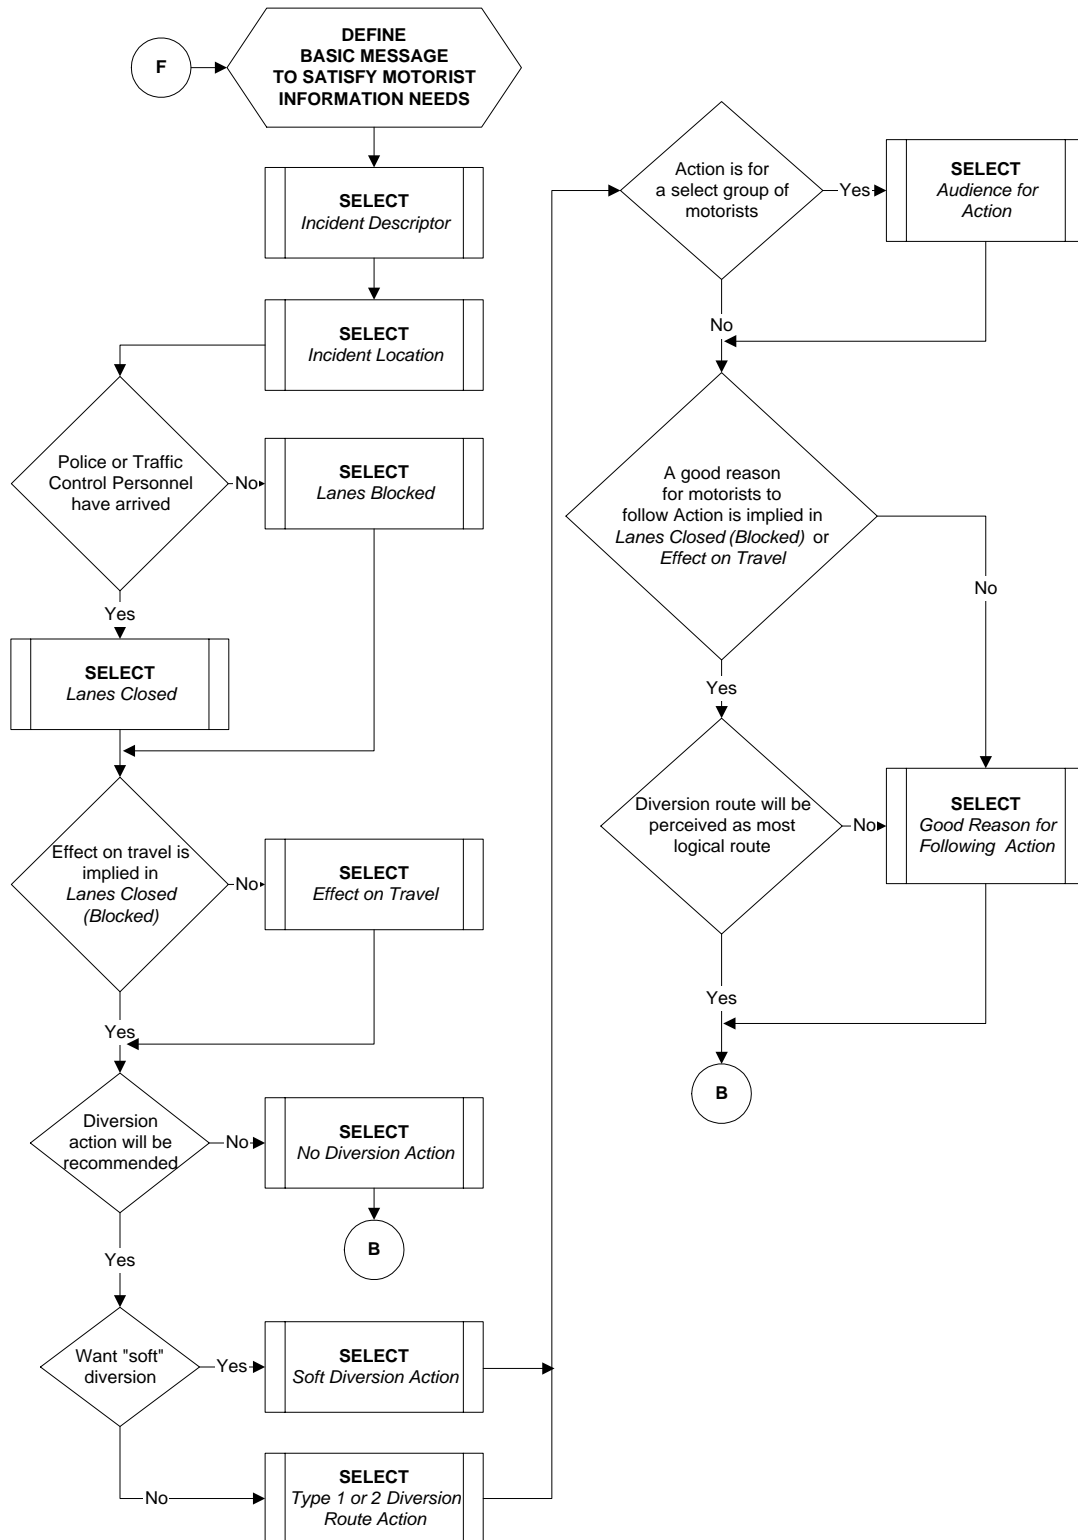 F
DEFINE
BASIC MESSAGE
TO SATISFY MOTORIST
INFORMATION NEEDS
SELECT
Incident Descriptor
SELECT
Incident Location
Police or Traffic
Control Personnel
have arrived
No
SELECT
Lanes Blocked
Yes
SELECT
Lanes Closed
Effect on travel is
implied in
Lanes Closed
(Blocked)
No
SELECT
Effect on Travel
Yes
Diversion
action will be
recommended
No
SELECT
No Diversion Action
B
Yes
Want "soft"
diversion
Yes
SELECT
Soft Diversion Action
No
SELECT
Type 1 or 2 Diversion
Route Action
Action is for
a select group of
motorists
Yes
SELECT
Audience for
Action
No
A good reason
for motorists to
follow Action is implied in
Lanes Closed (Blocked) or
Effect on Travel
No
Yes
Diversion route will be
perceived as most
logical route
No
SELECT
Good Reason for
Following Action
Yes
B